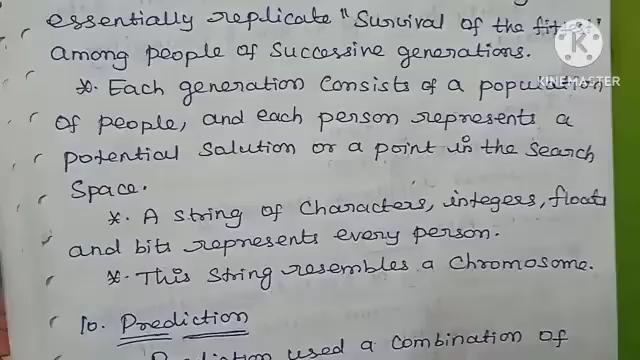 essentially replicate "Survival of the fittest"
among people of successive generations.
*. Each generation consists of a population
KINEMASTER
of people, and each person represents a
potential solution or a point in the search
space.
*. A string of characters, integers, floats
and bits represents every person.
*. This string resembles a chromosome.
10. Prediction
Prediction used a combination of